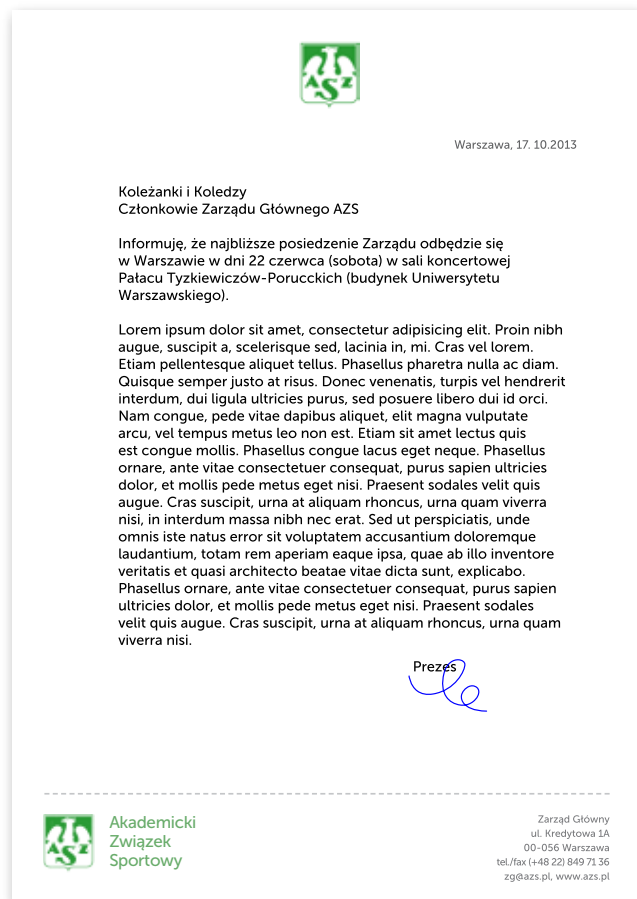 AZS
Warszawa, 17. 10.2013
Koleżanki i Koledzy
Członkowie Zarządu Głównego AZS
Informuję, że najbliższe posiedzenie Zarządu odbędzie się
w Warszawie w dni 22 czerwca (sobota) w sali koncertowej
Pałacu Tyzkiewiczów-Porucckich (budynek Uniwersytetu
Warszawskiego).
Lorem ipsum dolor sit amet, consectetur adipisicing elit. Proin nibh
augue, suscipit a, scelerisque sed, lacinia in, mi. Cras vel lorem.
Etiam pellentesque aliquet tellus. Phasellus pharetra nulla ac diam.
Quisque semper justo at risus. Donec venenatis, turpis vel hendrerit
interdum, dui ligula ultricies purus, sed posuere libero dui id orci.
Nam congue, pede vitae dapibus aliquet, elit magna vulputate
arcu, vel tempus metus leo non est. Etiam sit amet lectus quis
est congue mollis. Phasellus congue lacus eget neque. Phasellus
ornare, ante vitae consectetuer consequat, purus sapien ultricies
dolor, et mollis pede metus eget nisi. Praesent sodales velit quis
augue. Cras suscipit, urna at aliquam rhoncus, urna quam viverra
nisi, in interdum massa nibh nec erat. Sed ut perspiciatis, unde
omnis iste natus error sit voluptatem accusantium doloremque
laudantium, totam rem aperiam eaque ipsa, quae ab illo inventore
veritatis et quasi architecto beatae vitae dicta sunt, explicabo.
Phasellus ornare, ante vitae consectetuer consequat, purus sapien
ultricies dolor, et mollis pede metus eget nisi. Praesent sodales
velit quis augue. Cras suscipit, urna at aliquam rhoncus, urna quam
viverra nisi.
Prezes
AZS
Akademicki
Związek
Sportowy
Zarząd Główny
ul. Kredytowa 1A
00-056 Warszawa
tel./fax (+48 22) 849 71 36
zg@azs.pl, www.azs.pl